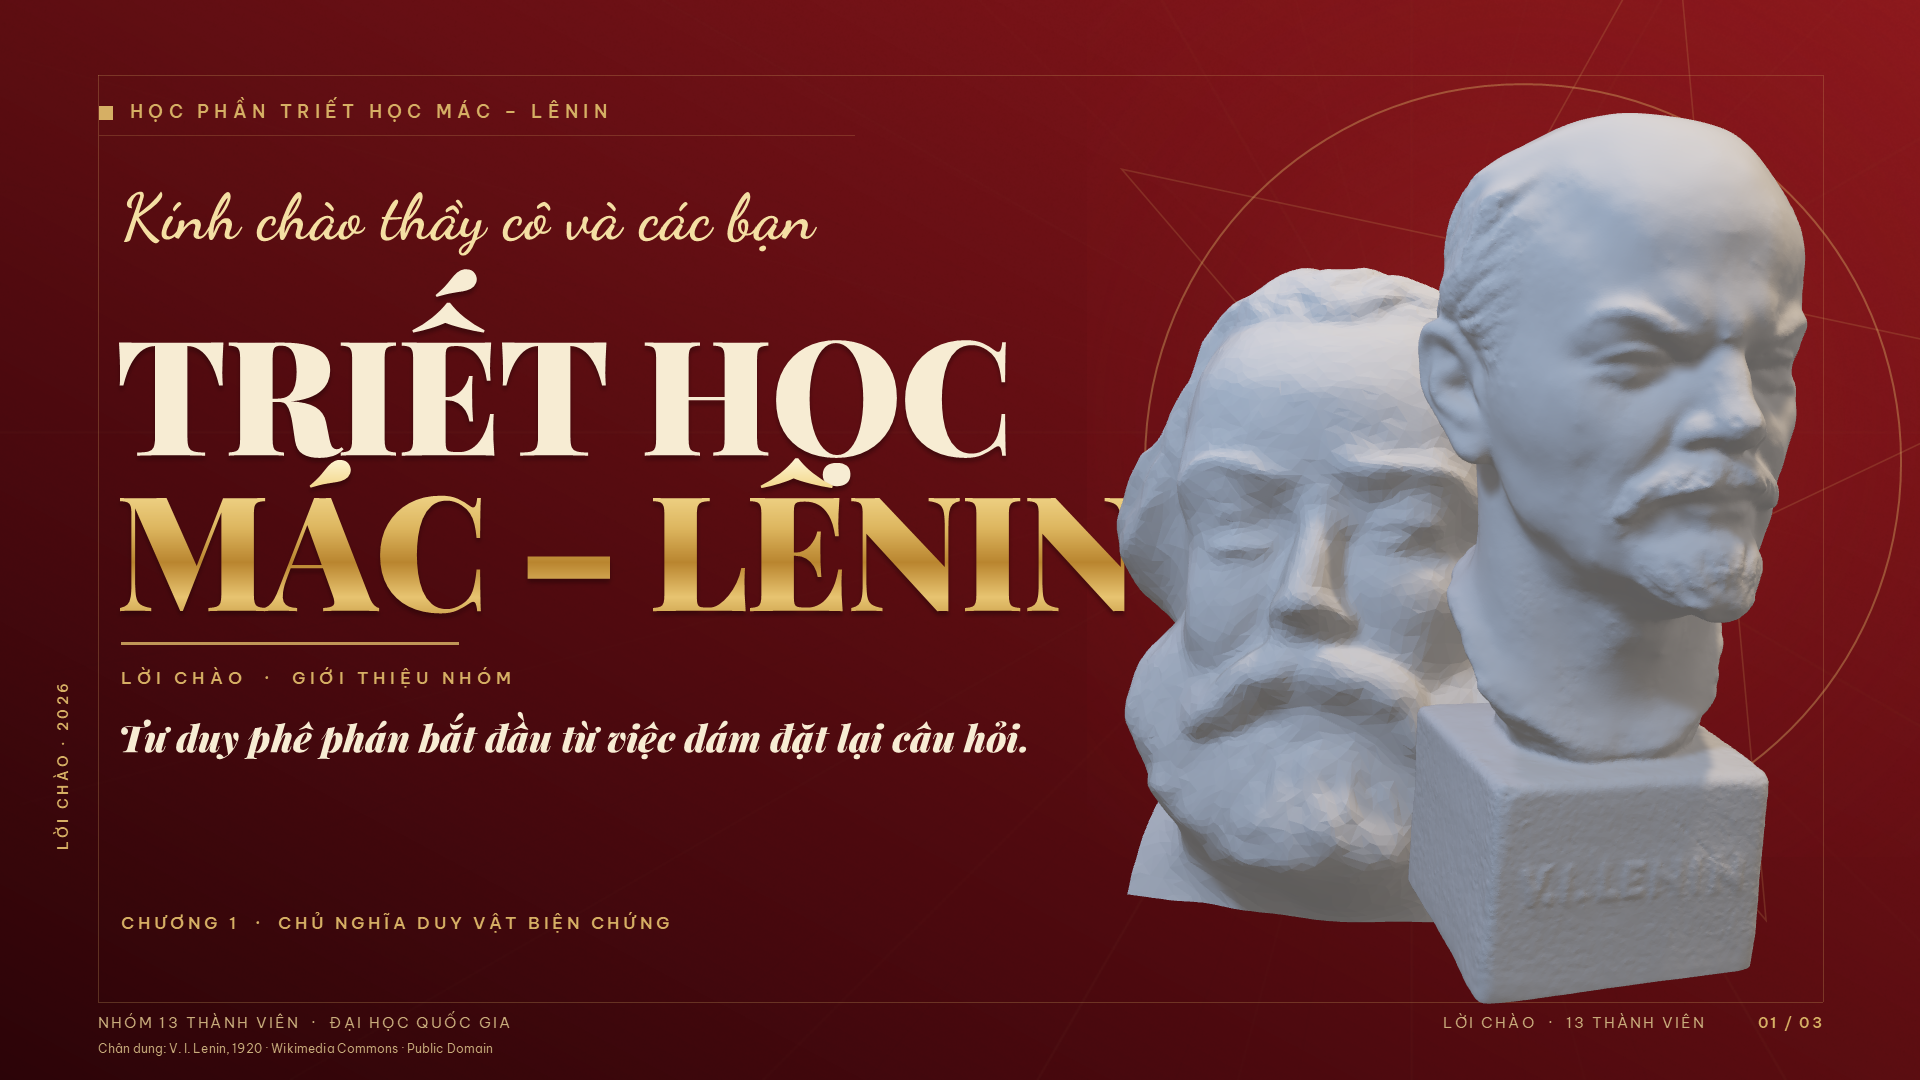 HỌC PHẦN TRIẾT HỌC MÁC – LÊNIN
Kính chào thầy cô và các bạn
TRIẾT HỌC
MÁC – LÊNIN
LỜI CHÀO · GIỚI THIỆU NHÓM
Tư duy phê phán bắt đầu từ việc dám đặt lại câu hỏi.
LỜI CHÀO · 2026
CHƯƠNG 1 · CHỦ NGHĨA DUY VẬT BIỆN CHỨNG
V.I.LENIN
NHÓM 13 THÀNH VIÊN · ĐẠI HỌC QUỐC GIA
Chân dung: V. I. Lenin, 1920 · Wikimedia Commons · Public Domain
LỜI CHÀO · 13 THÀNH VIÊN
01 / 03